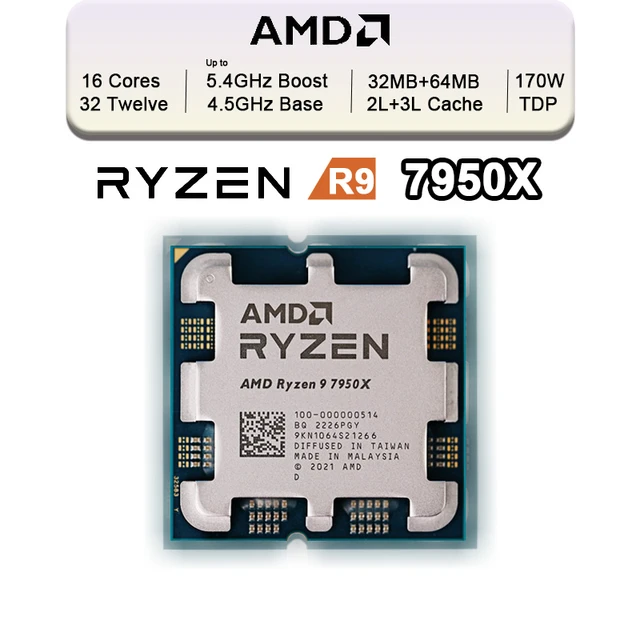 AMD
16 Cores
32 Twelve
Up to
5.4GHz Boost
4.5GHz Base
32MB+64MB
2L+3L Cache
170W
TDP
RYZEN R9 7950X
AMD
RYZEN
AMD Ryzen 9 7950X
100-000000514
BQ 2226PGY
9KN1064S21266
DIFFUSED IN TAIWAN
MADE IN MALAYSIA
© 2021 AMD
D